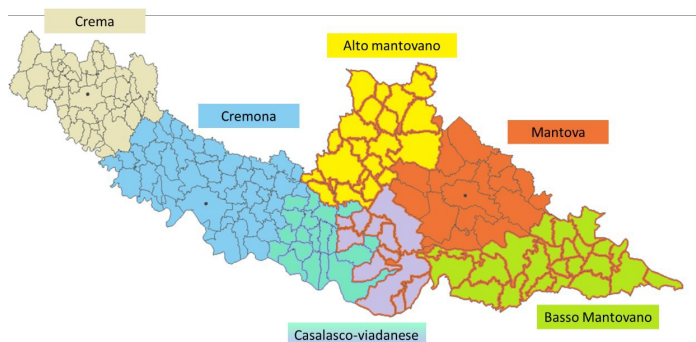 Crema
Alto mantovano
Cremona
Mantova
Basso Mantovano
Casalasco-viadanese